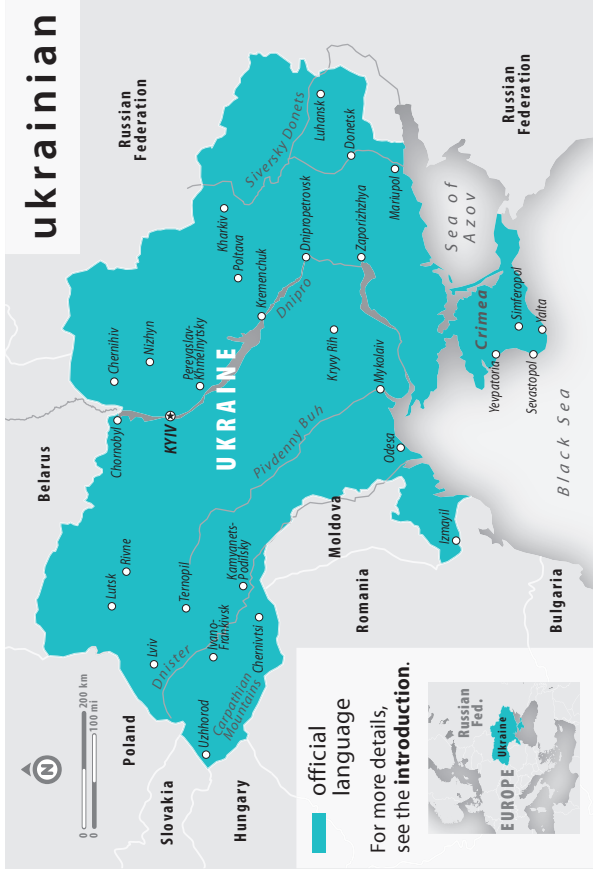 ukrainian
Russian
Federation
Russian
Federation
Belarus
Poland
Slovakia
Hungary
Romania
Moldova
Bulgaria
UKRAINE
Crimea
Sea of
Azov
Black Sea
Siversky Donets
Dnipro
Pivdenny Buh
Dnister
Carpathian
Mountains
Chernihiv
Nizhyn
Chornobyl
KYIV
Pereyaslav-
Khmelnytsky
Kharkiv
Poltava
Kremenchuk
Luhansk
Donetsk
Dnipropetrovsk
Zaporizhzhya
Mariupol
Kryvy Rih
Mykolaiv
Odesa
Izmayil
Yevpatoria
Simferopol
Sevastopol
Yalta
Lutsk
Rivne
Lviv
Ternopil
Kamyanets-
Podilsky
Ivano-
Frankivsk
Chernivtsi
Uzhhorod
N
0 200 km
0 100 mi
official
language
For more details,
see the introduction.
EUROPE
Russian
Fed.
Ukraine